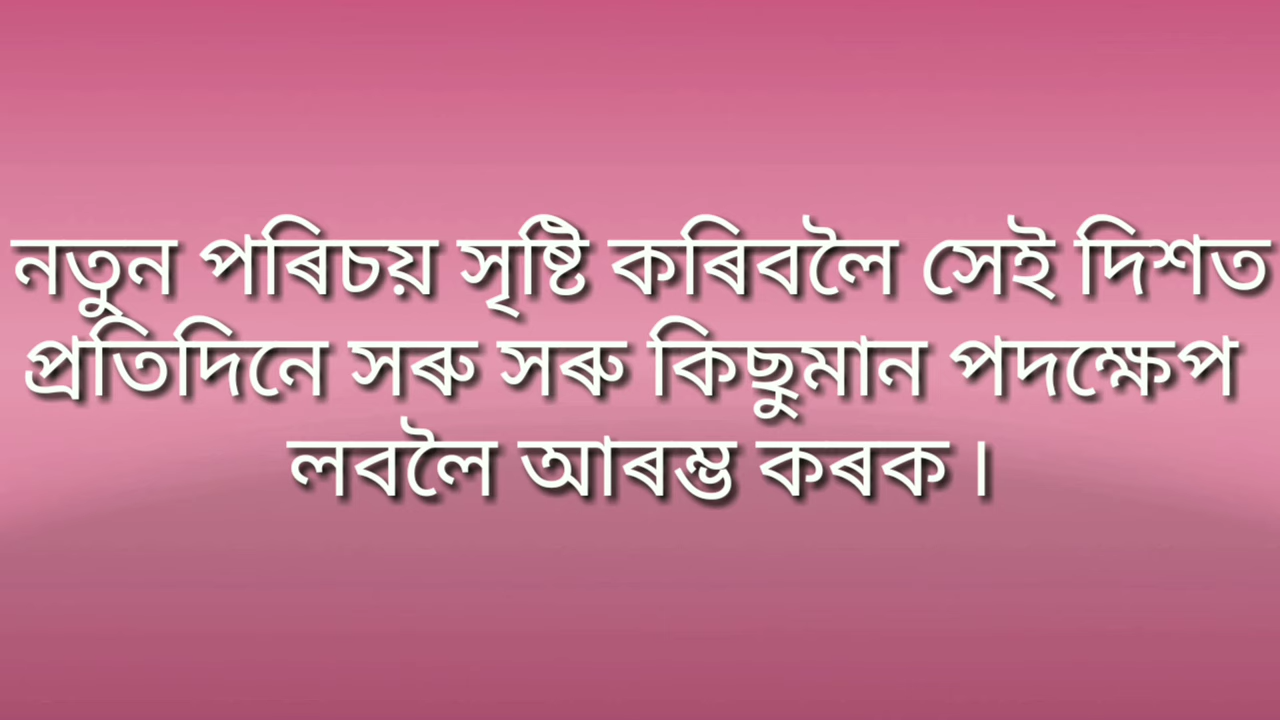 নতুন পৰিচয় সৃষ্টি কৰিবলৈ সেই দিশত
প্ৰতিদিনে সৰু সৰু কিছুমান পদক্ষেপ
লবলৈ আৰম্ভ কৰক ।